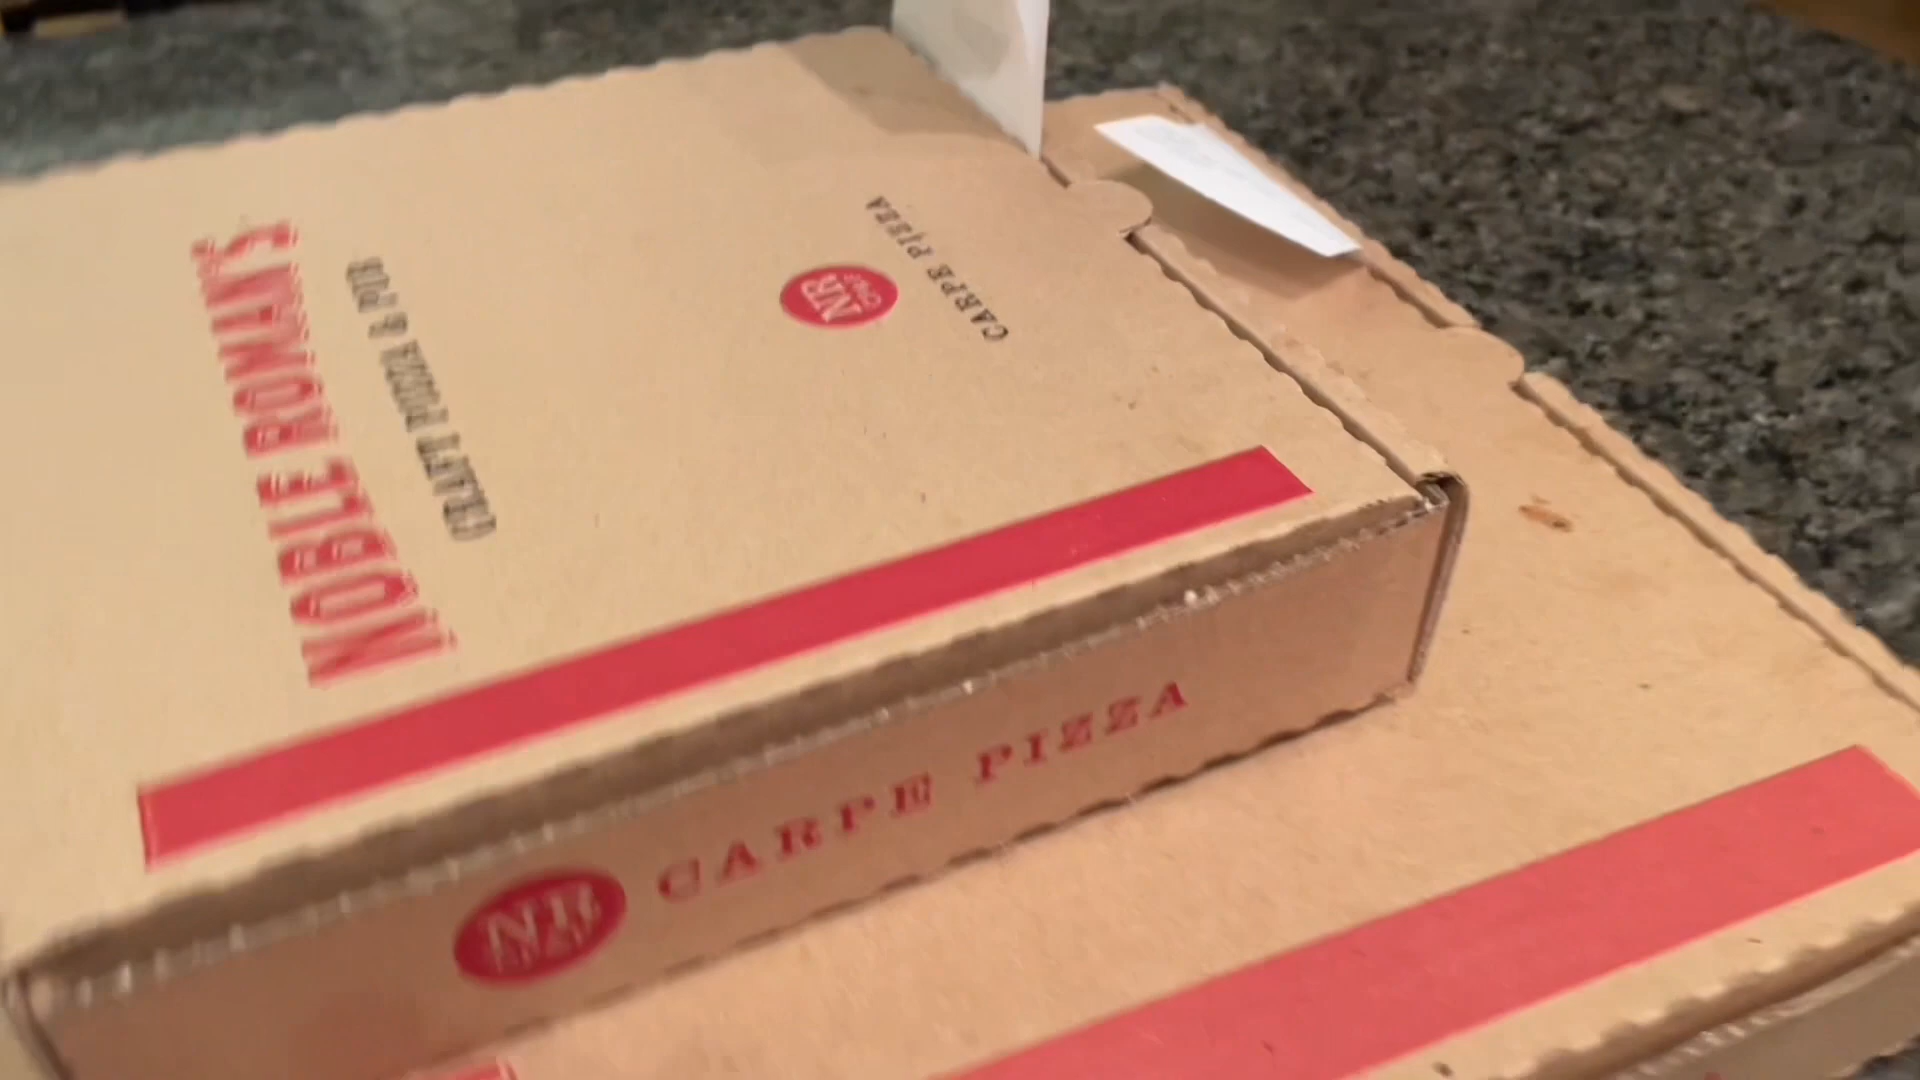 NOBLE ROMAN'S
CRAFT PIZZA & PUB
NR
CARPE PIZZA
NR
CARPE PIZZA